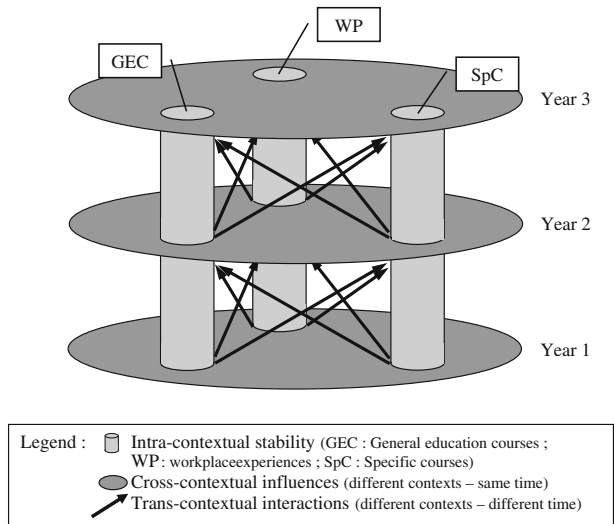 WP
GEC
SpC
Year 3
Year 2
Year 1
Legend : Intra-contextual stability (GEC : General education courses ;
WP : workplaceexperiences ; SpC : Specific courses)
Cross-contextual influences (different contexts – same time)
Trans-contextual interactions (different contexts – different time)